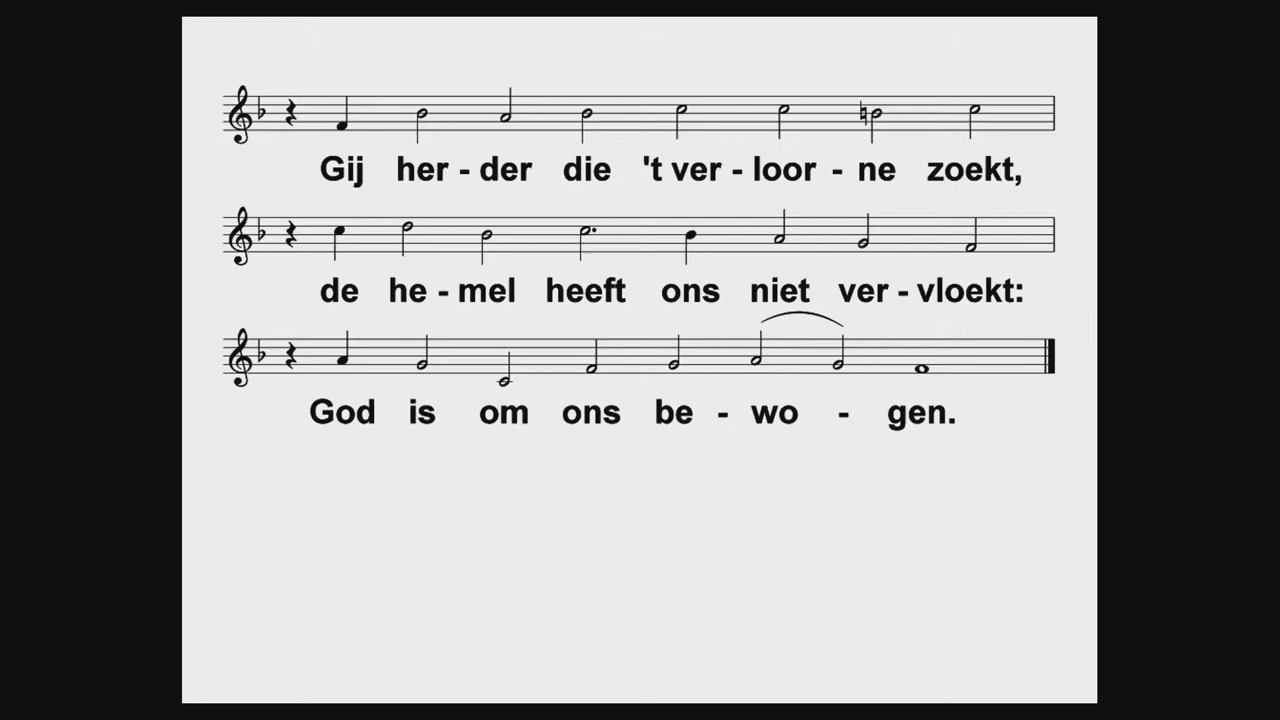 Gij her - der die 't ver - loor - ne zoekt,
de he - mel heeft ons niet ver - vloekt:
God is om ons be - wo - gen.